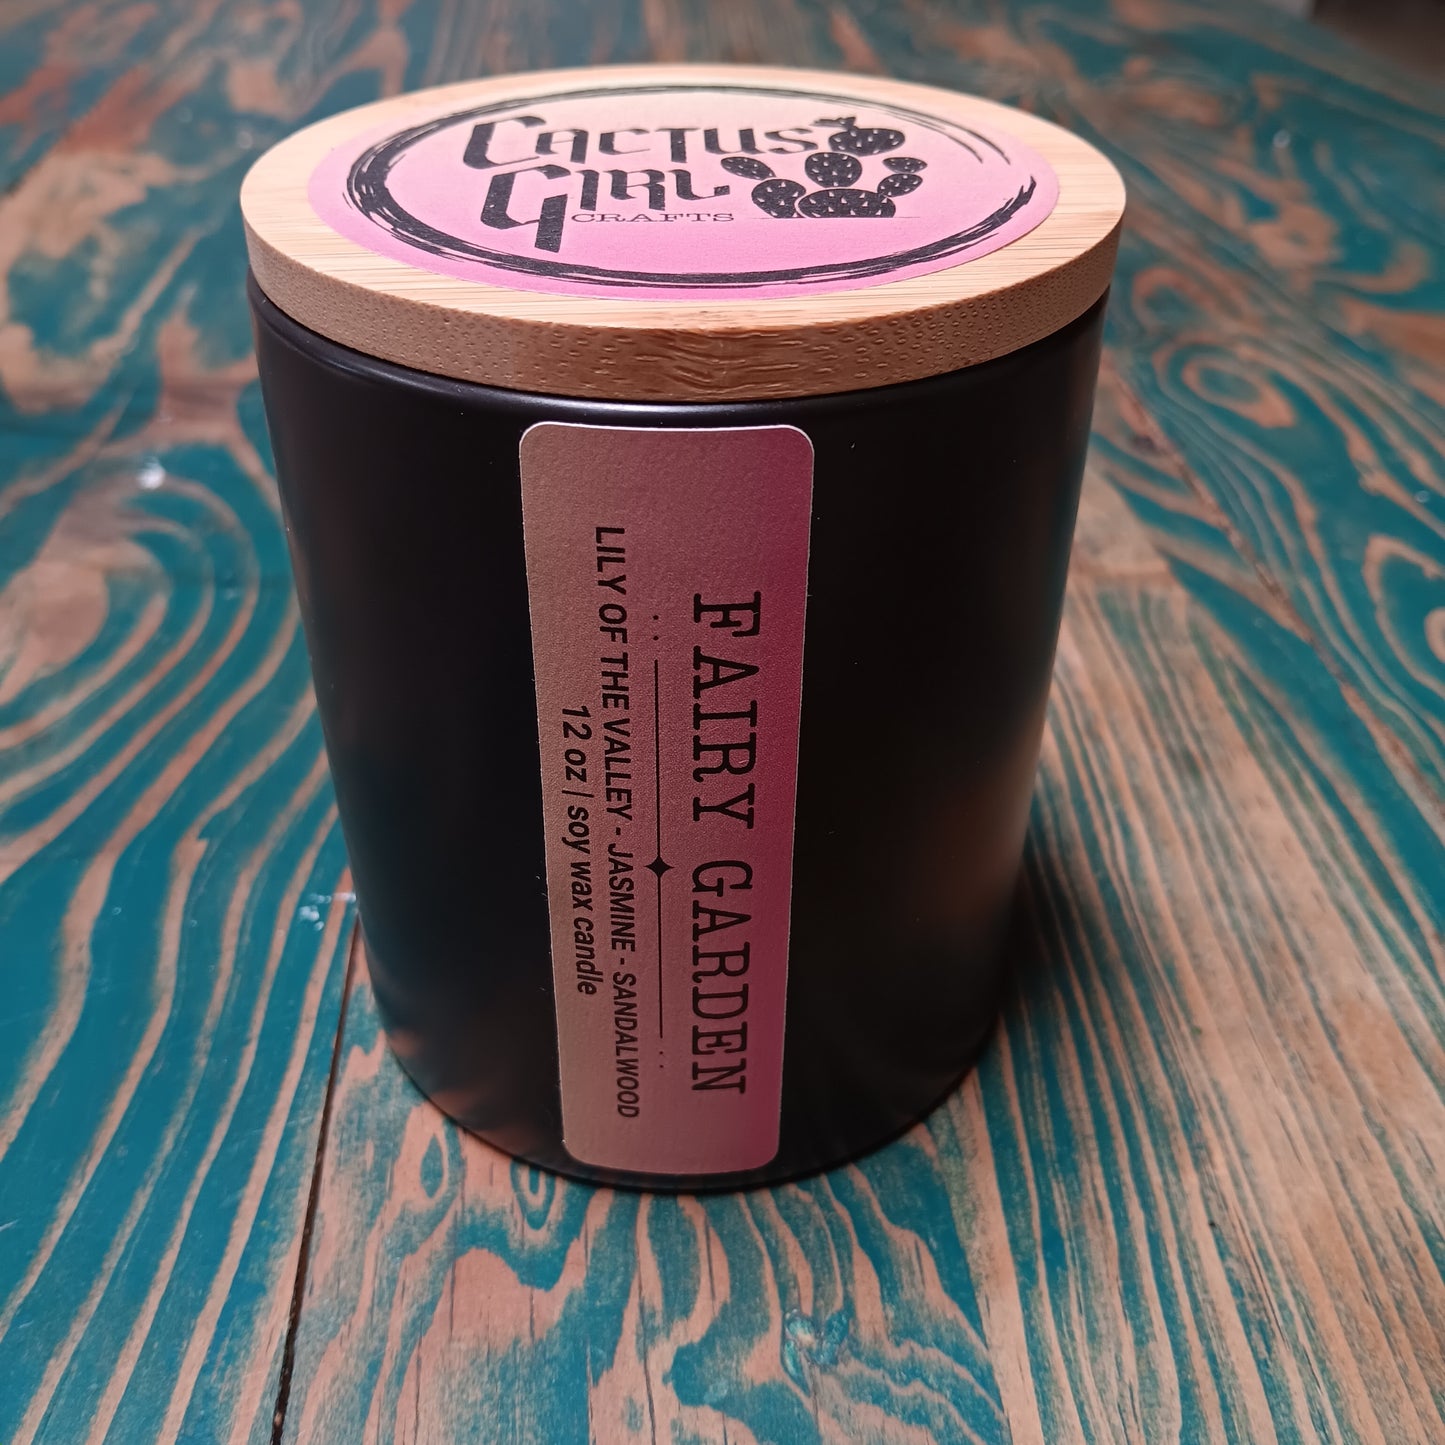 CACTUS
GIRL
CRAFTS
FAIRY GARDEN
LILY OF THE VALLEY - JASMINE - SANDALWOOD
12 oz | soy wax candle